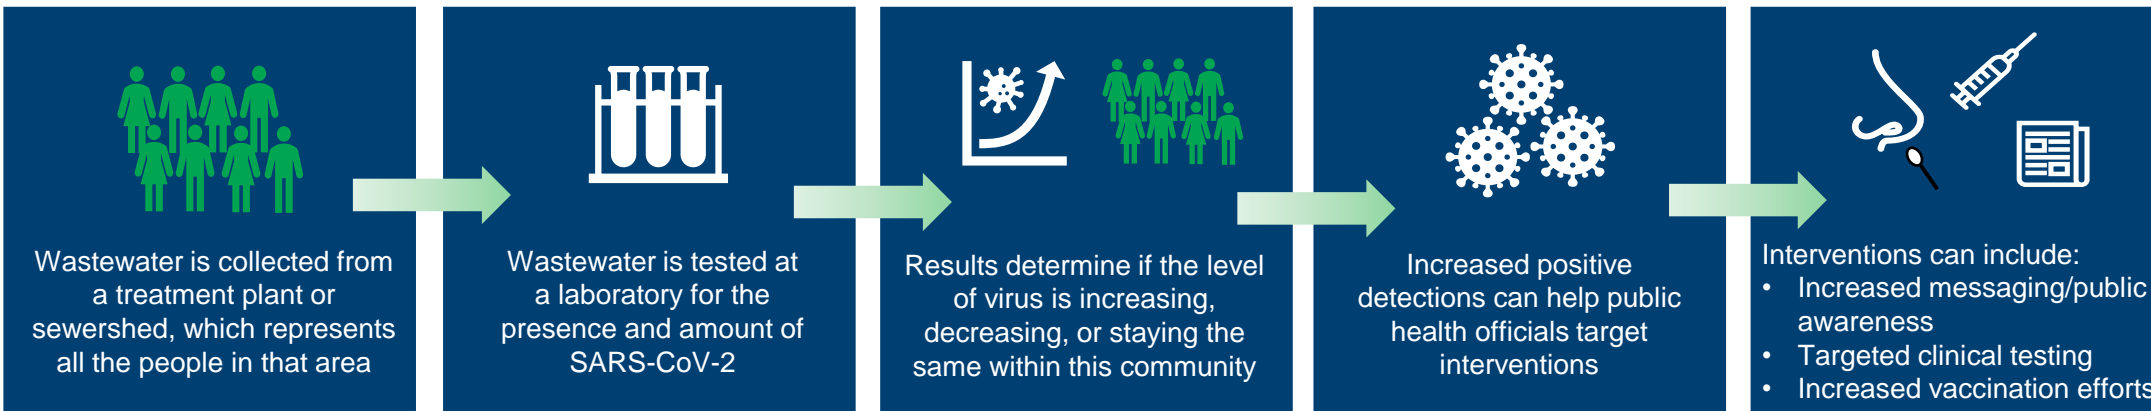 Wastewater is collected from
a treatment plant or
sewershed, which represents
all the people in that area
Wastewater is tested at
a laboratory for the
presence and amount of
SARS-CoV-2
Results determine if the level
of virus is increasing,
decreasing, or staying the
same within this community
Increased positive
detections can help public
health officials target
interventions
Interventions can include:
• Increased messaging/public
awareness
• Targeted clinical testing
• Increased vaccination efforts